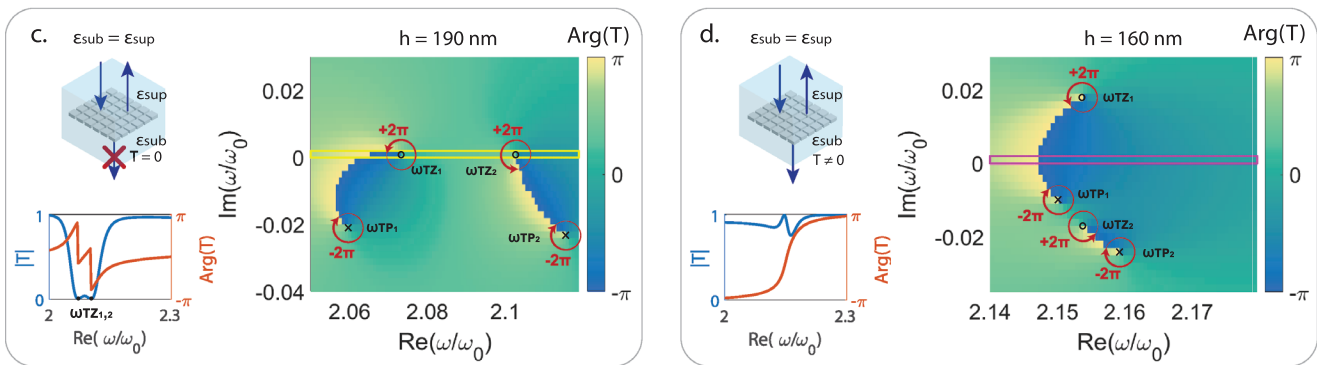 c.
εsub = εsup
εsup
εsub
T = 0
h = 190 nm
Arg(T)
π
0
-π
Im(ω/ω0)
0.02
0
-0.02
-0.04
+2π
ωTZ1
+2π
ωTZ2
ωTP1
-2π
ωTP2
-2π
2.06
2.08
2.1
Re(ω/ω0)
|T|
1
0
π
-π
Arg(T)
2
ωTZ1,2
2.3
Re( ω/ω0)
d.
εsub = εsup
εsup
εsub
T ≠ 0
h = 160 nm
Arg(T)
π
0
-π
Im(ω/ω0)
0.02
0
-0.02
+2π
ωTZ1
ωTP1
-2π
ωTZ2
+2π
ωTP2
-2π
2.14
2.15
2.16
2.17
Re(ω/ω0)
|T|
1
0
π
-π
Arg(T)
2
2.3
Re( ω/ω0)